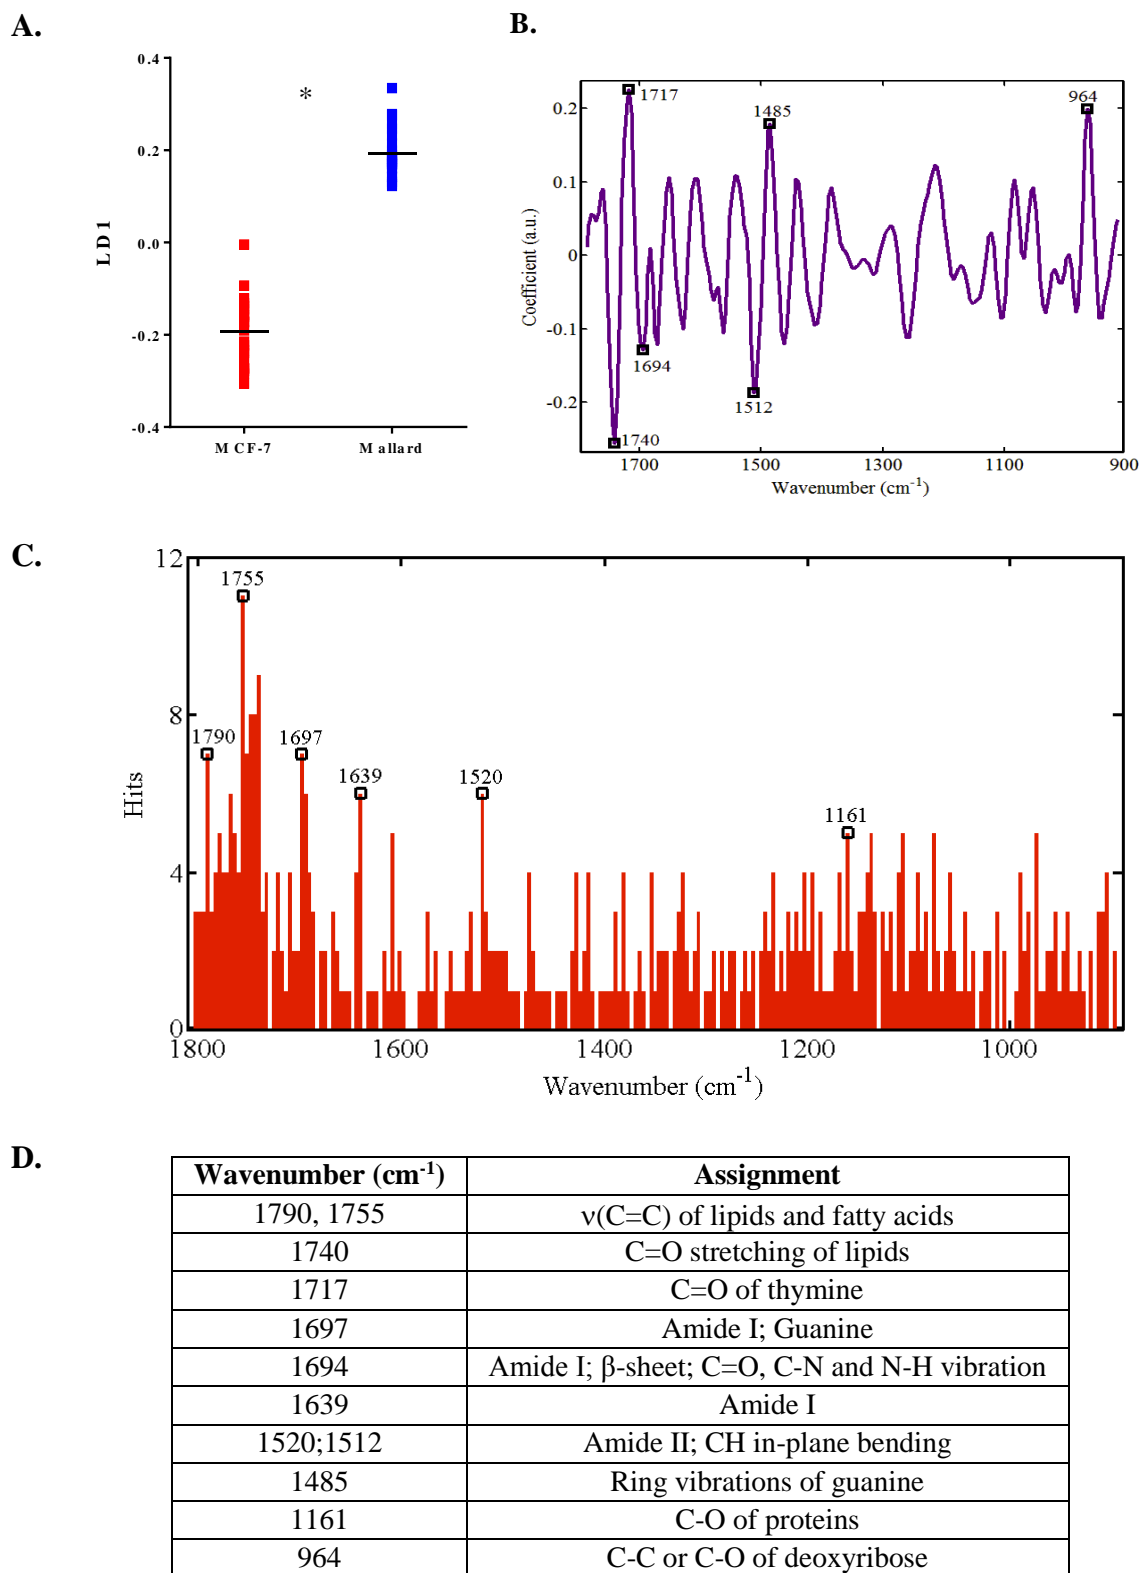 A.
B.
0.4
0.2
0.0
-0.2
-0.4
LD1
*
MCF-7
Mallard
0.2
0.1
0
-0.1
-0.2
Coefficient (a.u.)
1717
1485
964
1694
1512
1740
1700
1500
1300
1100
900
Wavenumber (cm-1)
C.
12
8
4
0
Hits
1755
1790
1697
1639
1520
1161
1800
1600
1400
1200
1000
Wavenumber (cm-1)
D.
Wavenumber (cm-1) Assignment
1790, 1755 ν(C=C) of lipids and fatty acids
1740 C=O stretching of lipids
1717 C=O of thymine
1697 Amide I; Guanine
1694 Amide I; β-sheet; C=O, C-N and N-H vibration
1639 Amide I
1520;1512 Amide II; CH in-plane bending
1485 Ring vibrations of guanine
1161 C-O of proteins
964 C-C or C-O of deoxyribose